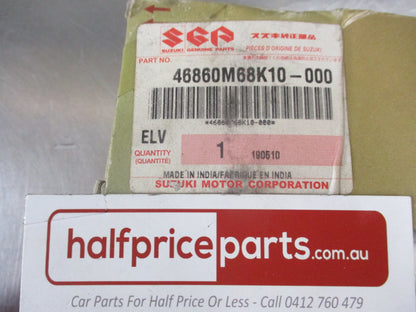 SGP スズキ純正部品
SUZUKI GENUINE PARTS PIÈCES D'ORIGINE DE SUZUKI
PART NO.
46860M68K10-000
*46860M68K10-000*
ELV
QUANTITY
(QUANTITÉ)
1 190510
MADE IN INDIA/FABRIQUE EN INDIA
SUZUKI MOTOR CORPORATION
halfpriceparts.com.au
Car Parts For Half Price Or Less - Call 0412 760 479